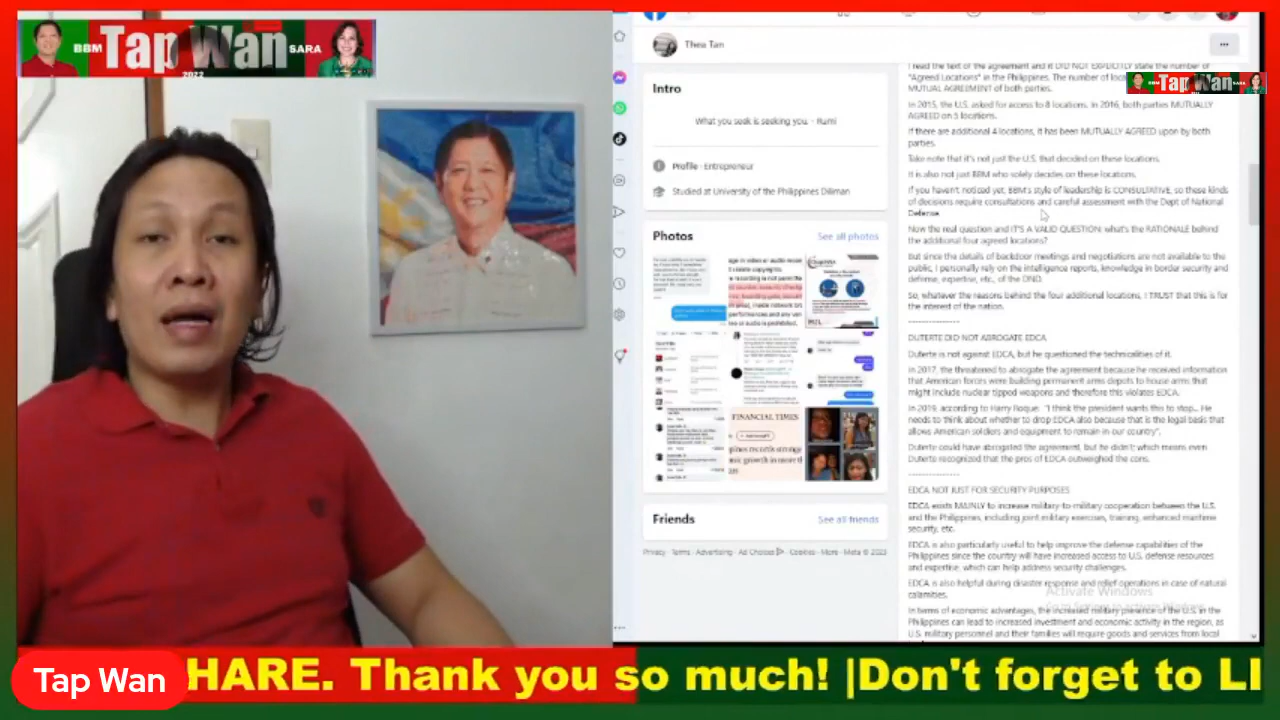 BBM Tap Wan SARA
2022
Thea Tan
...
Intro
What you seek is seeking you. - Rumi
Profile · Entrepreneur
Studied at University of the Philippines Diliman
Photos
See all photos
FINANCIAL TIMES
Friends
See all friends
Privacy · Terms · Advertising · Ad Choices · Cookies · More · Meta © 2023
I read the text of the agreement and it DID NOT EXPLICITLY state the number of
"Agreed Locations" in the Philippines. The number of
MUTUAL AGREEMENT of both parties.
BBM Tap Wan SARA
In 2015, the U.S. asked for access to 8 locations. In 2016, both parties MUTUALLY
AGREED on 5 locations.
If there are additional 4 locations, it has been MUTUALLY AGREED upon by both
parties.
Take note that it's not just the U.S. that decided on these locations.
It is also not just BBM who solely decides on these locations.
If you haven't noticed yet, BBM's style of leadership is CONSULTATIVE, so these kinds
of decisions require consultations and careful assessment with the Dept of National
Defense.
Now the real question and IT'S A VALID QUESTION: what's the RATIONALE behind
the additional four agreed locations?
But since the details of backdoor meetings and negotiations are not available to the
public, I personally rely on the intelligence reports, knowledge in border security and
defense, expertise, etc., of the DND.
So, whatever the reasons behind the four additional locations, I TRUST that this is for
the interest of the nation.
------------------
DUTERTE DID NOT ABROGATE EDCA
Duterte is not against EDCA, but he questioned the technicalities of it.
In 2017, he threatened to abrogate the agreement because he received information
that American forces were building permanent arms depots to house arms that
might include nuclear tipped weapons and therefore this violates EDCA.
In 2019, according to Harry Roque: "I think the president wants this to stop... He
needs to think about whether to drop EDCA also because that is the legal basis that
allows American soldiers and equipment to remain in our country".
Duterte could have abrogated the agreement, but he didn't; which means even
Duterte recognized that the pros of EDCA outweighed the cons.
------------------
EDCA NOT JUST FOR SECURITY PURPOSES
EDCA exists MAINLY to increase military-to-military cooperation between the U.S.
and the Philippines, including joint military exercises, training, enhanced maritime
security, etc.
EDCA is also particularly useful to help improve the defense capabilities of the
Philippines since the country will have increased access to U.S. defense resources
and expertise, which can help address security challenges.
EDCA is also helpful during disaster response and relief operations in case of natural
calamities.
Activate Windows
In terms of economic advantages, the increased military presence of the U.S. in the
Philippines can lead to increased investment and economic activity in the region, as
U.S. military personnel and their families will require goods and services from local
Tap Wan
HARE. Thank you so much! |Don't forget to LI